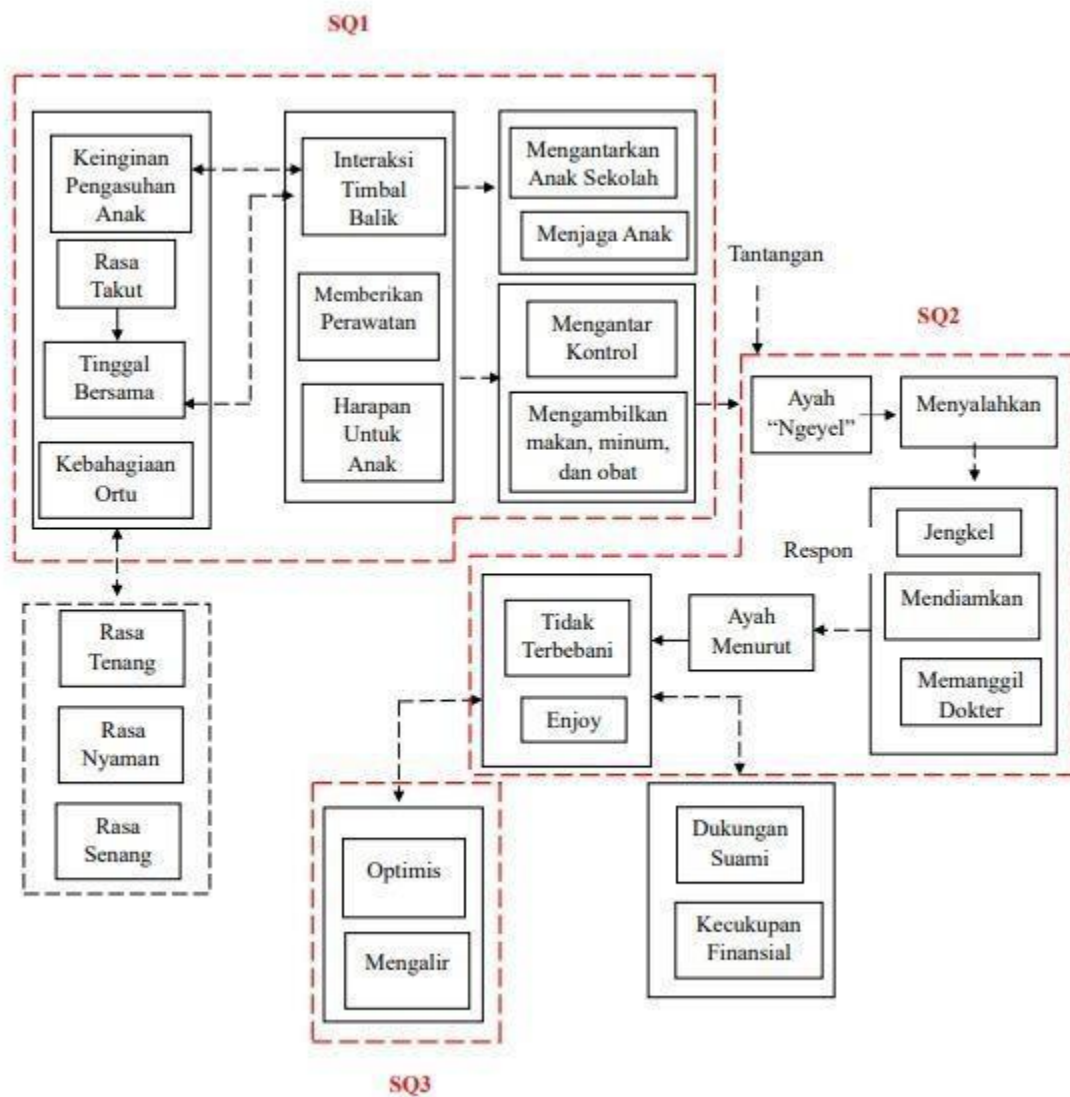 SQ1
Keinginan
Pengasuhan
Anak
Rasa
Takut
Tinggal
Bersama
Kebahagiaan
Ortu
Interaksi
Timbal
Balik
Memberikan
Perawatan
Harapan
Untuk
Anak
Mengantarkan
Anak Sekolah
Menjaga Anak
Mengantar
Kontrol
Mengambilkan
makan, minum,
dan obat
Tantangan
SQ2
Ayah
“Ngeyel”
Menyalahkan
Respon
Jengkel
Mendiamkan
Memanggil
Dokter
Ayah
Menurut
Tidak
Terbebani
Enjoy
Rasa
Tenang
Rasa
Nyaman
Rasa
Senang
Optimis
Mengalir
Dukungan
Suami
Kecukupan
Finansial
SQ3